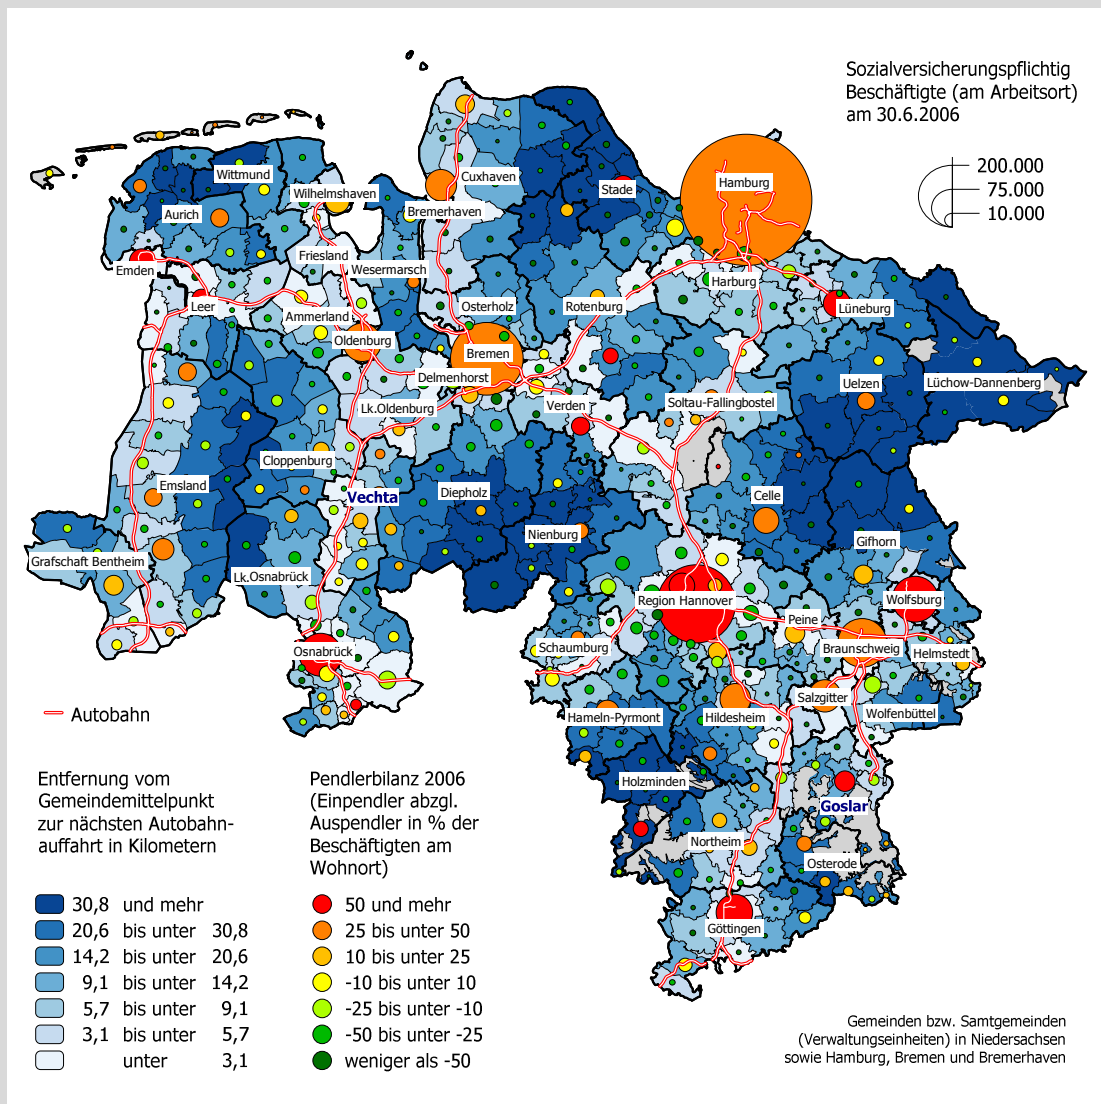 Sozialversicherungspflichtig
Beschäftigte (am Arbeitsort)
am 30.6.2006
200.000
75.000
10.000
Wittmund
Wilhelmshaven
Cuxhaven
Stade
Hamburg
Aurich
Bremerhaven
Friesland
Emden
Wesermarsch
Harburg
Leer
Ammerland
Osterholz
Rotenburg
Lüneburg
Oldenburg
Bremen
Delmenhorst
Uelzen
Lüchow-Dannenberg
Lk.Oldenburg
Verden
Soltau-Fallingbostel
Cloppenburg
Emsland
Vechta
Diepholz
Celle
Nienburg
Gifhorn
Grafschaft Bentheim
Lk.Osnabrück
Region Hannover
Wolfsburg
Peine
Schaumburg
Braunschweig
Helmstedt
Osnabrück
Salzgitter
Autobahn
Hameln-Pyrmont
Hildesheim
Wolfenbüttel
Holzminden
Goslar
Northeim
Osterode
Göttingen
Entfernung vom
Gemeindemittelpunkt
zur nächsten Autobahn-
auffahrt in Kilometern
30,8 und mehr
20,6 bis unter 30,8
14,2 bis unter 20,6
9,1 bis unter 14,2
5,7 bis unter 9,1
3,1 bis unter 5,7
unter 3,1
Pendlerbilanz 2006
(Einpendler abzgl.
Auspendler in % der
Beschäftigten am
Wohnort)
50 und mehr
25 bis unter 50
10 bis unter 25
-10 bis unter 10
-25 bis unter -10
-50 bis unter -25
weniger als -50
Gemeinden bzw. Samtgemeinden
(Verwaltungseinheiten) in Niedersachsen
sowie Hamburg, Bremen und Bremerhaven